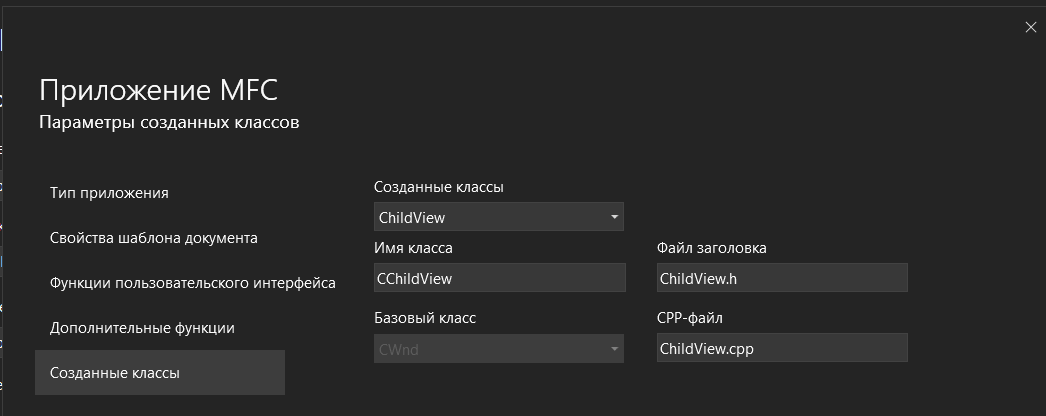 Приложение MFC
Параметры созданных классов
Тип приложения
Свойства шаблона документа
Функции пользовательского интерфейса
Дополнительные функции
Созданные классы
Созданные классы
ChildView
Имя класса
CChildView
Файл заголовка
ChildView.h
Базовый класс
CWnd
CPP-файл
ChildView.cpp